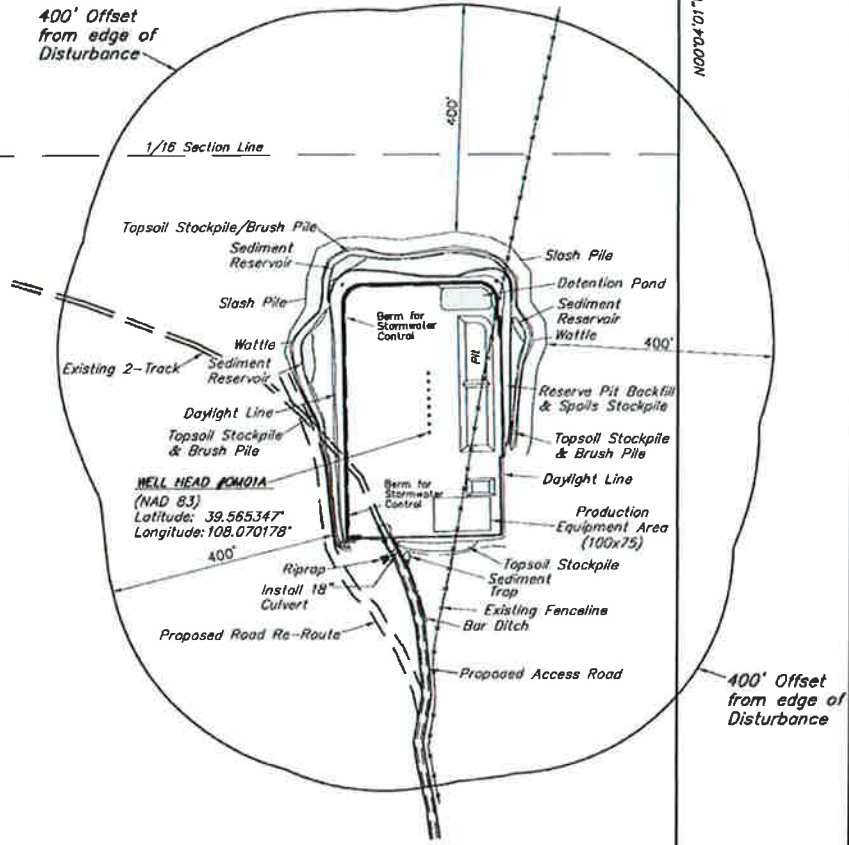 400' Offset
from edge of
Disturbance
400'
1/16 Section Line
Topsoil Stockpile/Brush Pile
Sediment
Reservoir
Slash Pile
Slash Pile
Detention Pond
Berm for
Stormwater
Control
Sediment
Reservoir
Wattle
Wattle
400'
Existing 2-Track
Sediment
Reservoir
Pit
Daylight Line
Reserve Pit Backfill
& Spoils Stockpile
Topsoil Stockpile
& Brush Pile
Topsoil Stockpile
& Brush Pile
WELL HEAD
(NAD 83)
Latitude: 39.565347°
Longitude: 108.070178°
Daylight Line
Berm for
Stormwater
Control
Production
Equipment Area
(100x75)
400'
Riprap
Topsoil Stockpile
Install 18"
Culvert
Sediment
Trap
Existing Fenceline
Bar Ditch
Proposed Road Re-Route
Proposed Access Road
400' Offset
from edge of
Disturbance